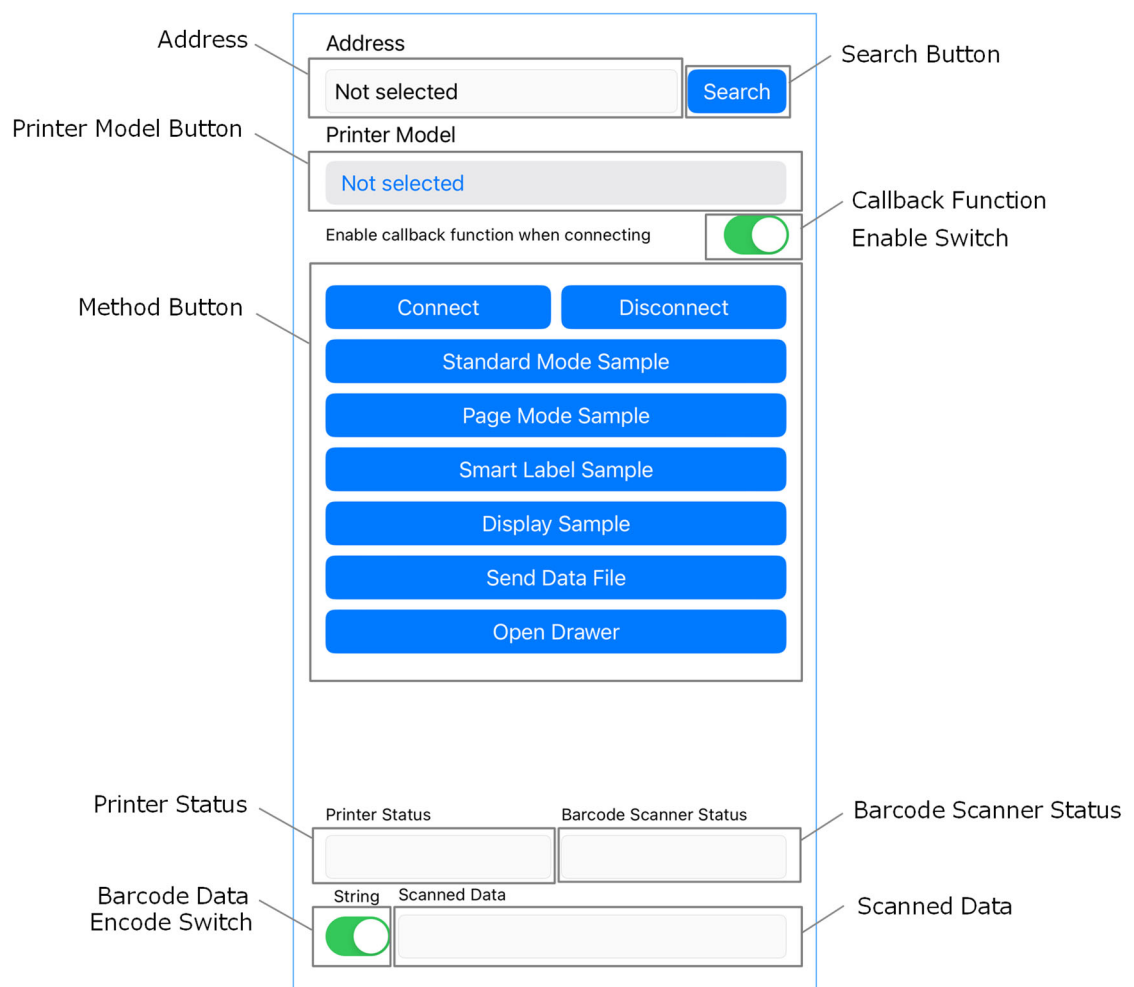 Address
Address
Search Button
Not selected
Search
Printer Model Button
Printer Model
Not selected
Callback Function
Enable Switch
Enable callback function when connecting
Method Button
Connect
Disconnect
Standard Mode Sample
Page Mode Sample
Smart Label Sample
Display Sample
Send Data File
Open Drawer
Printer Status
Printer Status
Barcode Scanner Status
Barcode Scanner Status
Barcode Data
Encode Switch
String
Scanned Data
Scanned Data